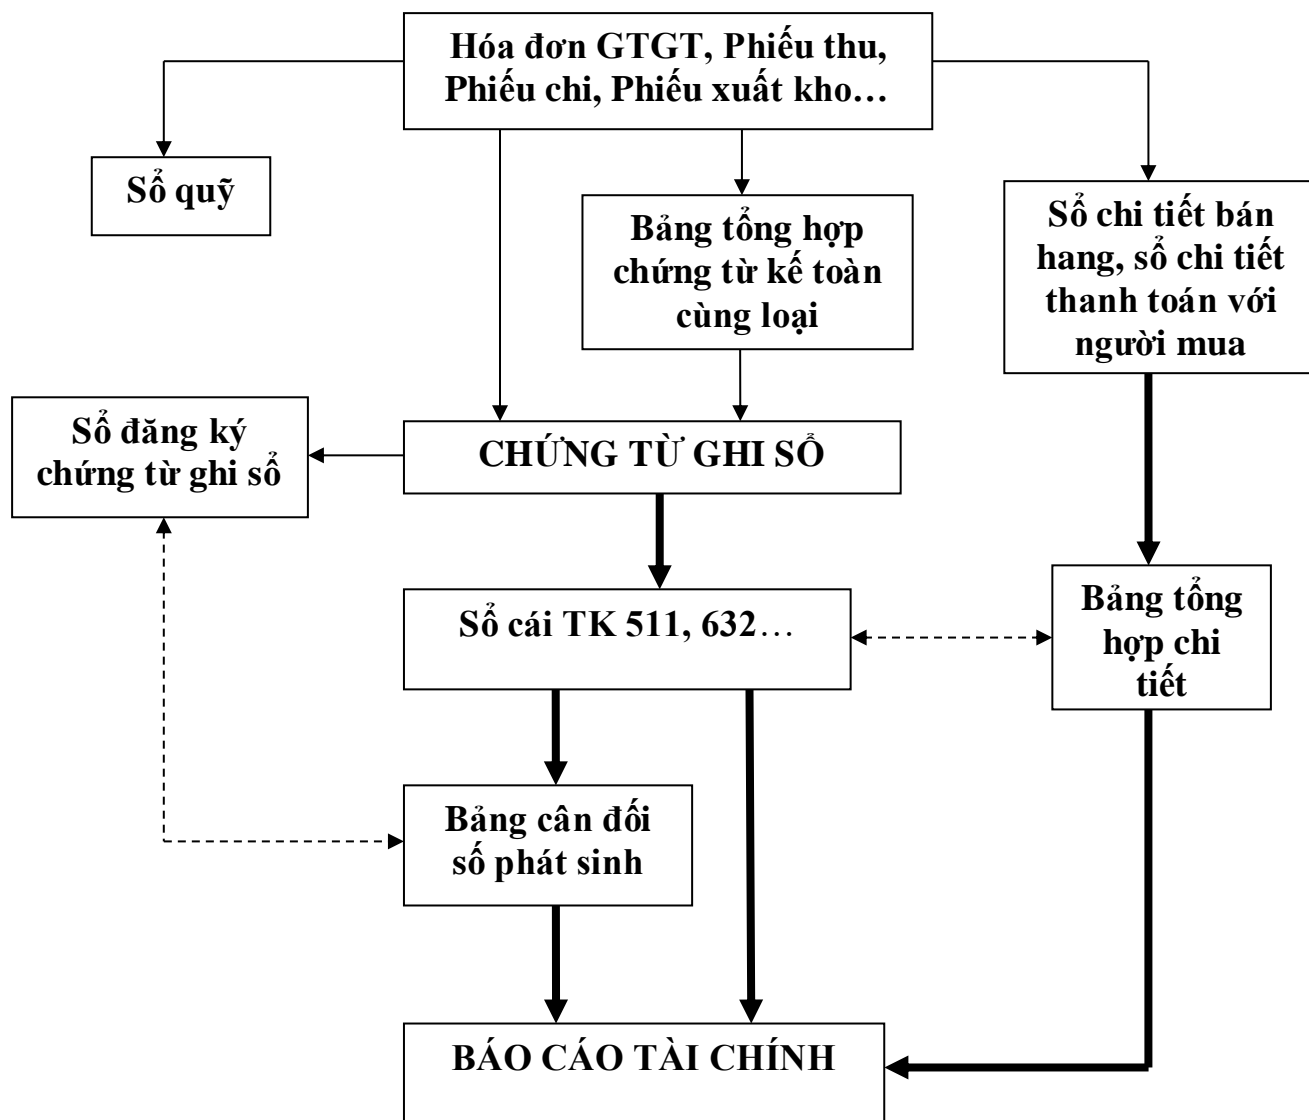 Hóa đơn GTGT, Phiếu thu,
Phiếu chi, Phiếu xuất kho…
Sổ quỹ
Bảng tổng hợp
chứng từ kế toàn
cùng loại
Sổ chi tiết bán
hang, sổ chi tiết
thanh toán với
người mua
Sổ đăng ký
chứng từ ghi sổ
CHỨNG TỪ GHI SỔ
Sổ cái TK 511, 632…
Bảng tổng
hợp chi
tiết
Bảng cân đối
số phát sinh
BÁO CÁO TÀI CHÍNH